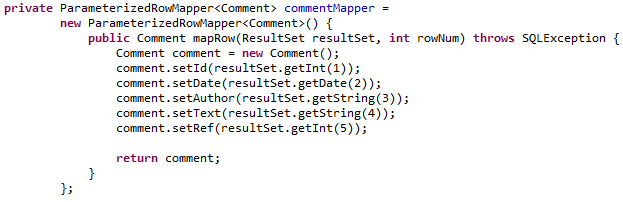 private ParameterizedRowMapper<Comment> commentMapper =
new ParameterizedRowMapper<Comment>() {
public Comment mapRow(ResultSet resultSet, int rowNum) throws SQLException {
Comment comment = new Comment();
comment.setId(resultSet.getInt(1));
comment.setDate(resultSet.getDate(2));
comment.setAuthor(resultSet.getString(3));
comment.setText(resultSet.getString(4));
comment.setRef(resultSet.getInt(5));
return comment;
}
};